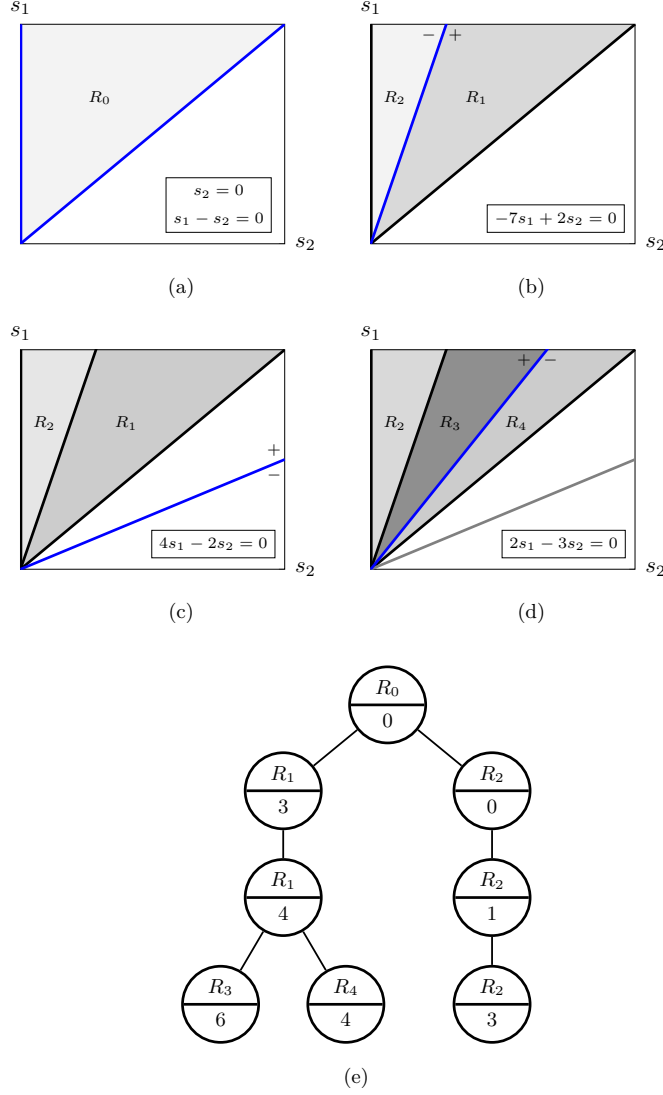 s₁
R₀
s₂ = 0
s₁ − s₂ = 0
s₂
(a)
s₁
− +
R₂ R₁
−7s₁ + 2s₂ = 0
s₂
(b)
s₁
R₂ R₁
+
−
4s₁ − 2s₂ = 0
s₂
(c)
s₁
+ −
R₂ R₃ R₄
2s₁ − 3s₂ = 0
s₂
(d)
R₀
0
R₁ R₂
3 0
R₁ R₂
4 1
R₃ R₄ R₂
6 4 3
(e)